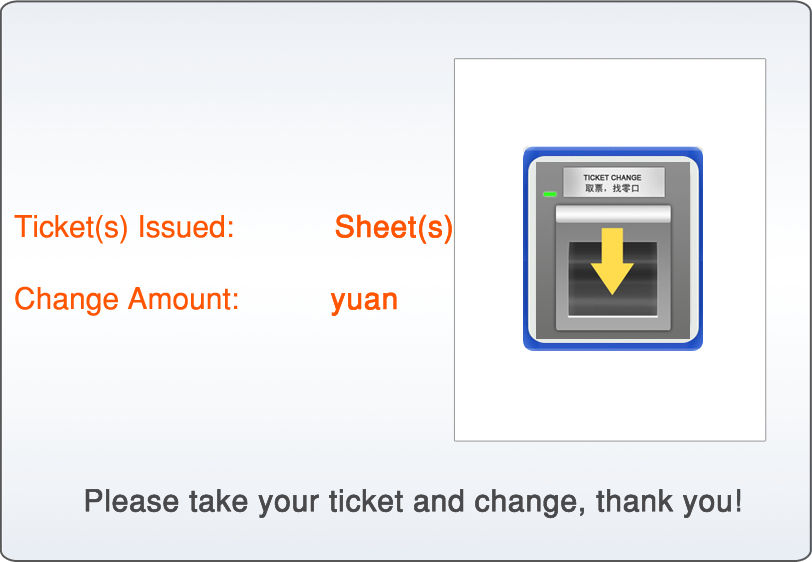 TICKET CHANGE
取票，找零口
Ticket(s) Issued: Sheet(s)
Change Amount: yuan
Please take your ticket and change, thank you!